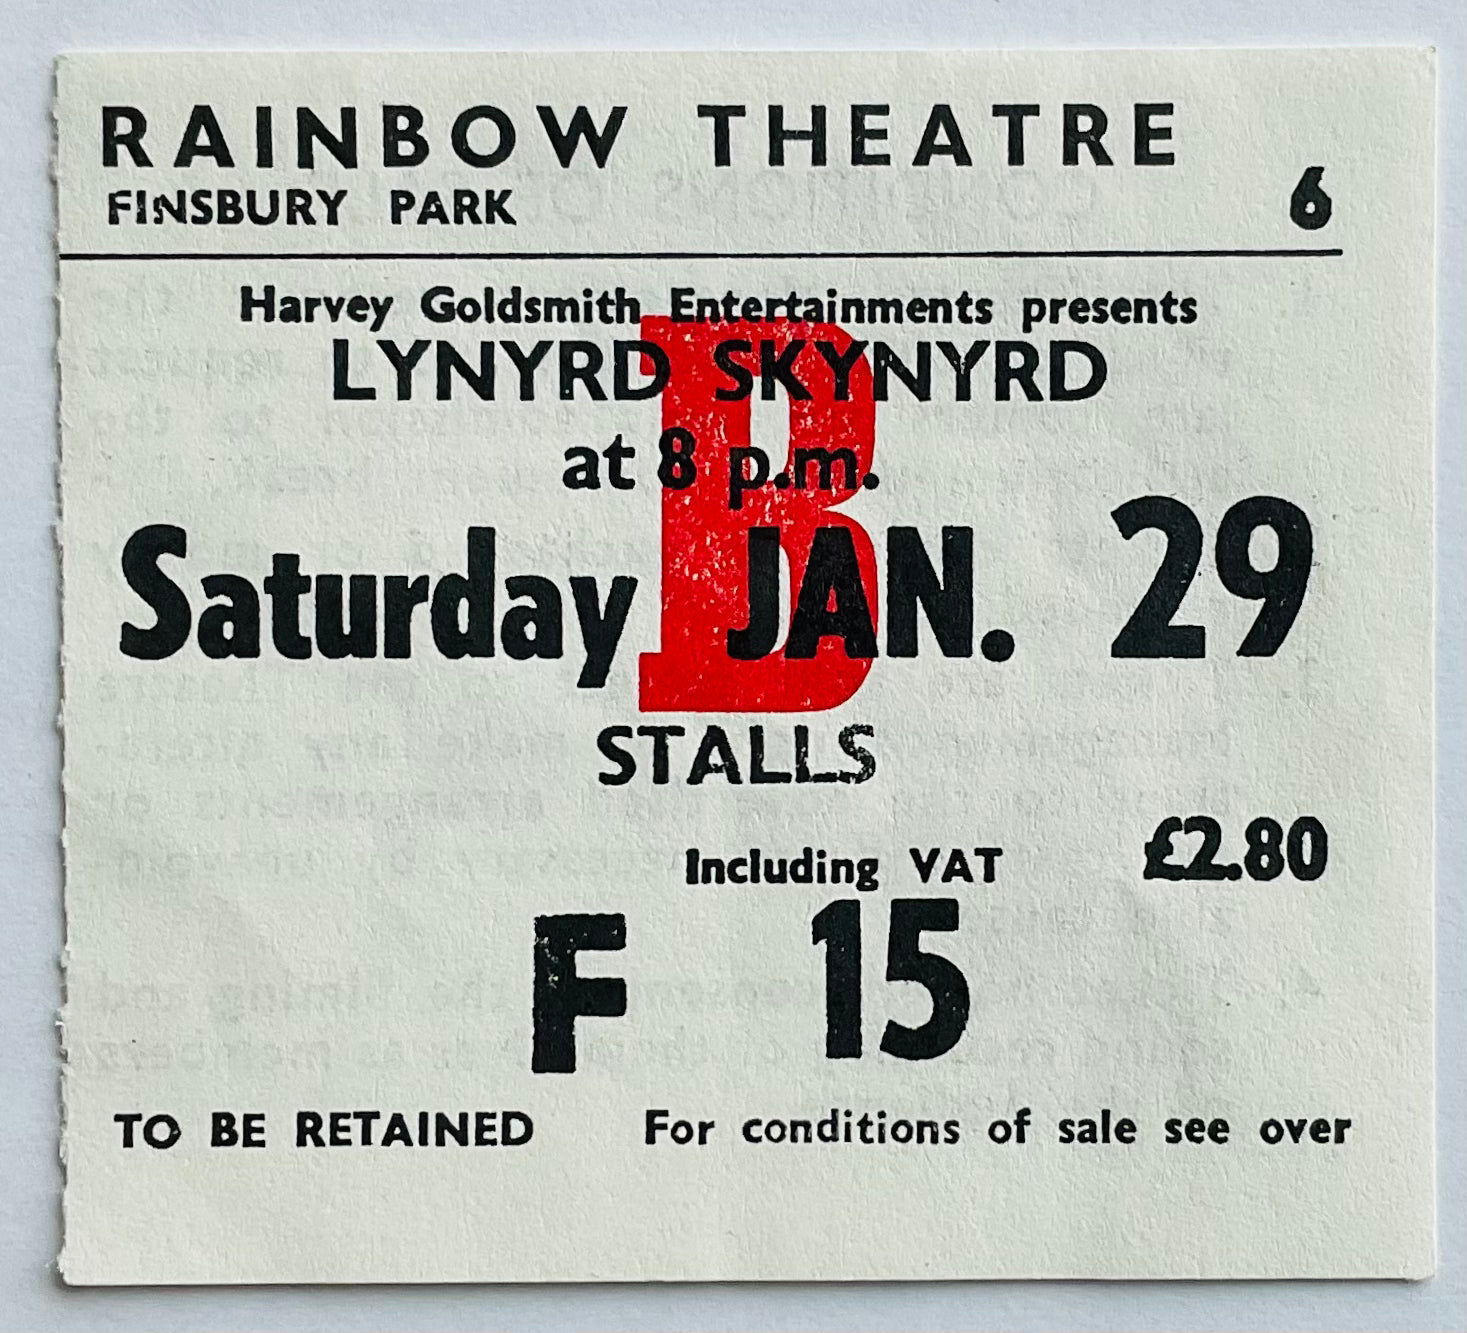 RAINBOW THEATRE
FINSBURY PARK
6
Harvey Goldsmith Entertainments presents
LYNYRD SKYNYRD
at 8 p.m.
Saturday JAN. 29
B
STALLS
£2.80
Including VAT
F 15
TO BE RETAINED For conditions of sale see over